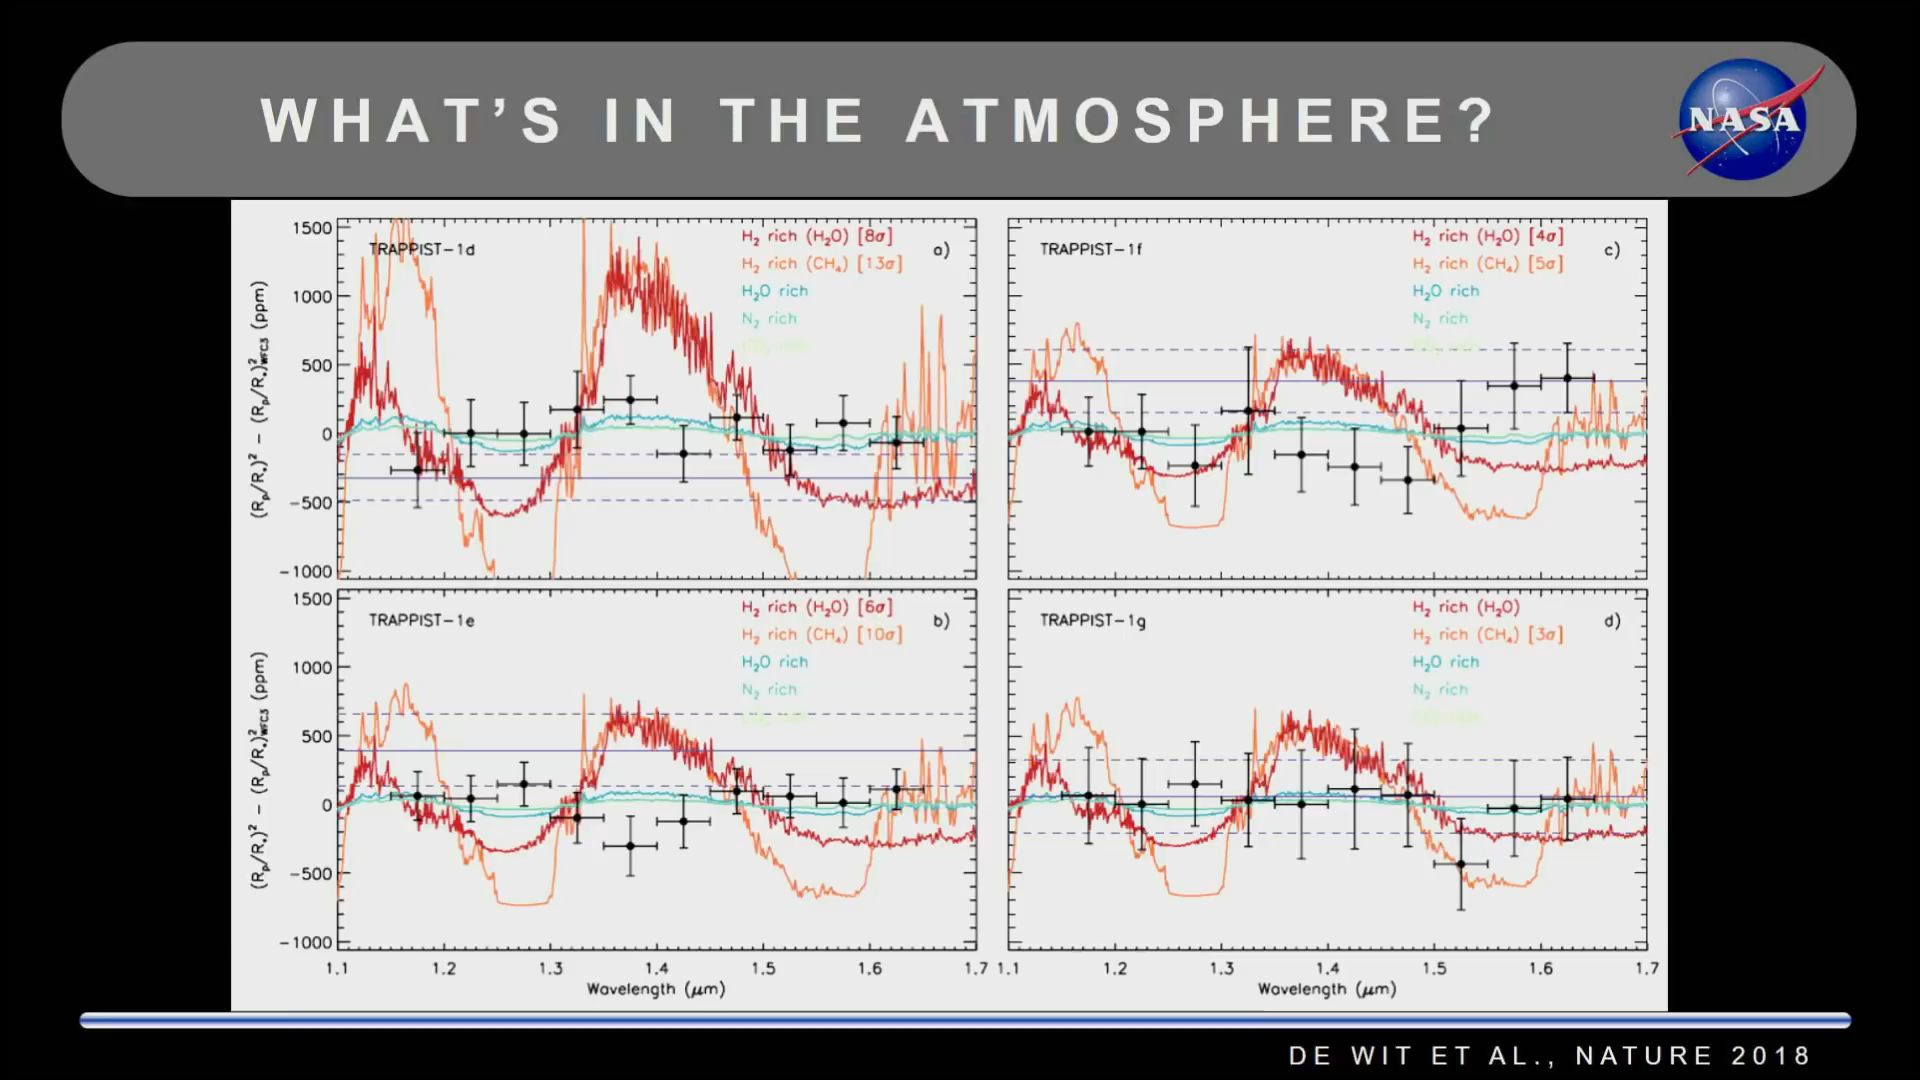 WHAT'S IN THE ATMOSPHERE?
NASA
TRAPPIST-1d
H₂ rich (H₂O) [8σ]
H₂ rich (CH₄) [13σ]
H₂O rich
N₂ rich
a)
1500
1000
500
0
-500
-1000
(Rₚ/R⋆)² - (Rₚ/R⋆)²WFC3 (ppm)
TRAPPIST-1f
H₂ rich (H₂O) [4σ]
H₂ rich (CH₄) [5σ]
H₂O rich
N₂ rich
c)
TRAPPIST-1e
H₂ rich (H₂O) [6σ]
H₂ rich (CH₄) [10σ]
H₂O rich
N₂ rich
b)
1500
1000
500
0
-500
-1000
(Rₚ/R⋆)² - (Rₚ/R⋆)²WFC3 (ppm)
1.1 1.2 1.3 1.4 1.5 1.6 1.7
Wavelength (μm)
TRAPPIST-1g
H₂ rich (H₂O)
H₂ rich (CH₄) [3σ]
H₂O rich
N₂ rich
d)
1.1 1.2 1.3 1.4 1.5 1.6 1.7
Wavelength (μm)
DE WIT ET AL., NATURE 2018